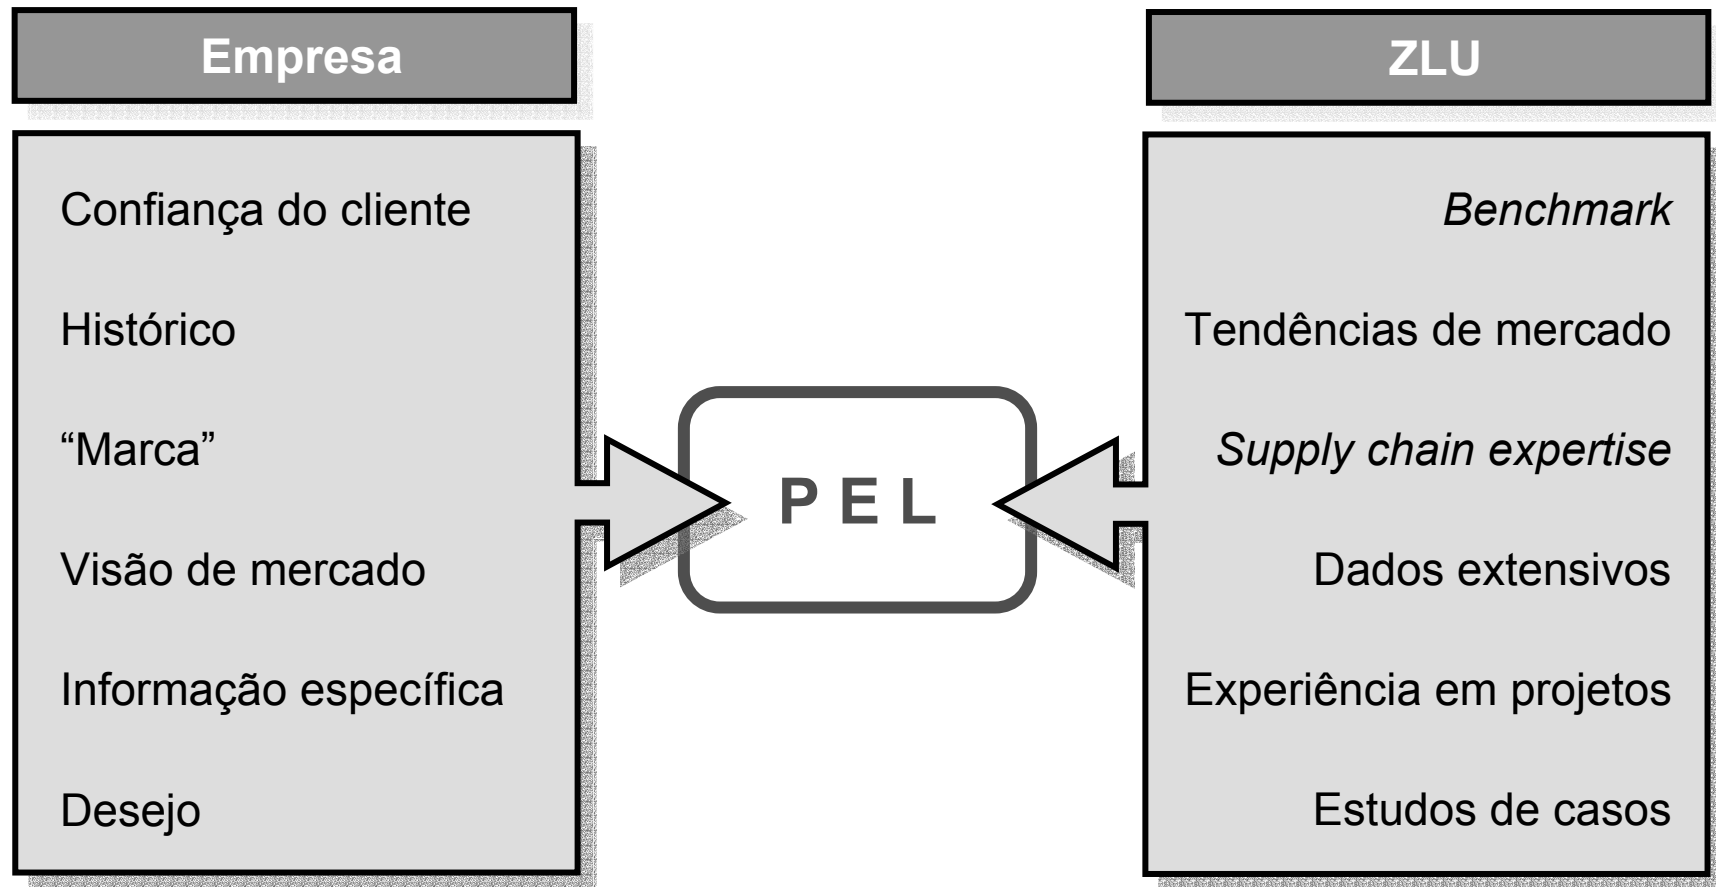 Empresa
Confiança do cliente
Histórico
“Marca”
Visão de mercado
Informação específica
Desejo
P E L
ZLU
Benchmark
Tendências de mercado
Supply chain expertise
Dados extensivos
Experiência em projetos
Estudos de casos